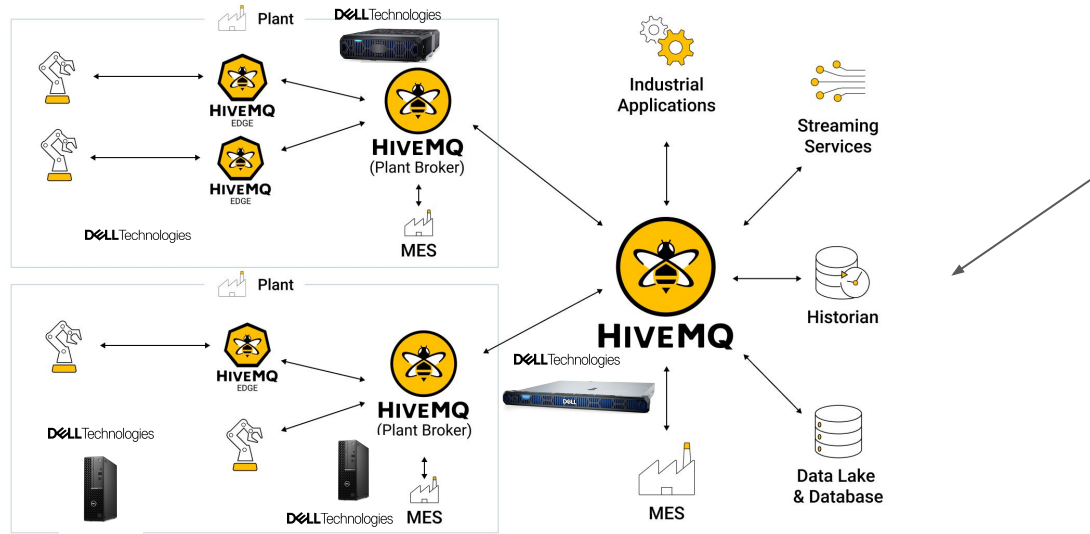 Plant
DELLTechnologies
HIVEMQ
EDGE
HIVEMQ
(Plant Broker)
HIVEMQ
EDGE
DELLTechnologies
MES
Industrial
Applications
Streaming
Services
Plant
HIVEMQ
Historian
HIVEMQ
EDGE
HIVEMQ
(Plant Broker)
DELLTechnologies
DELL
DELLTechnologies
DELLTechnologies
MES
MES
Data Lake
& Database